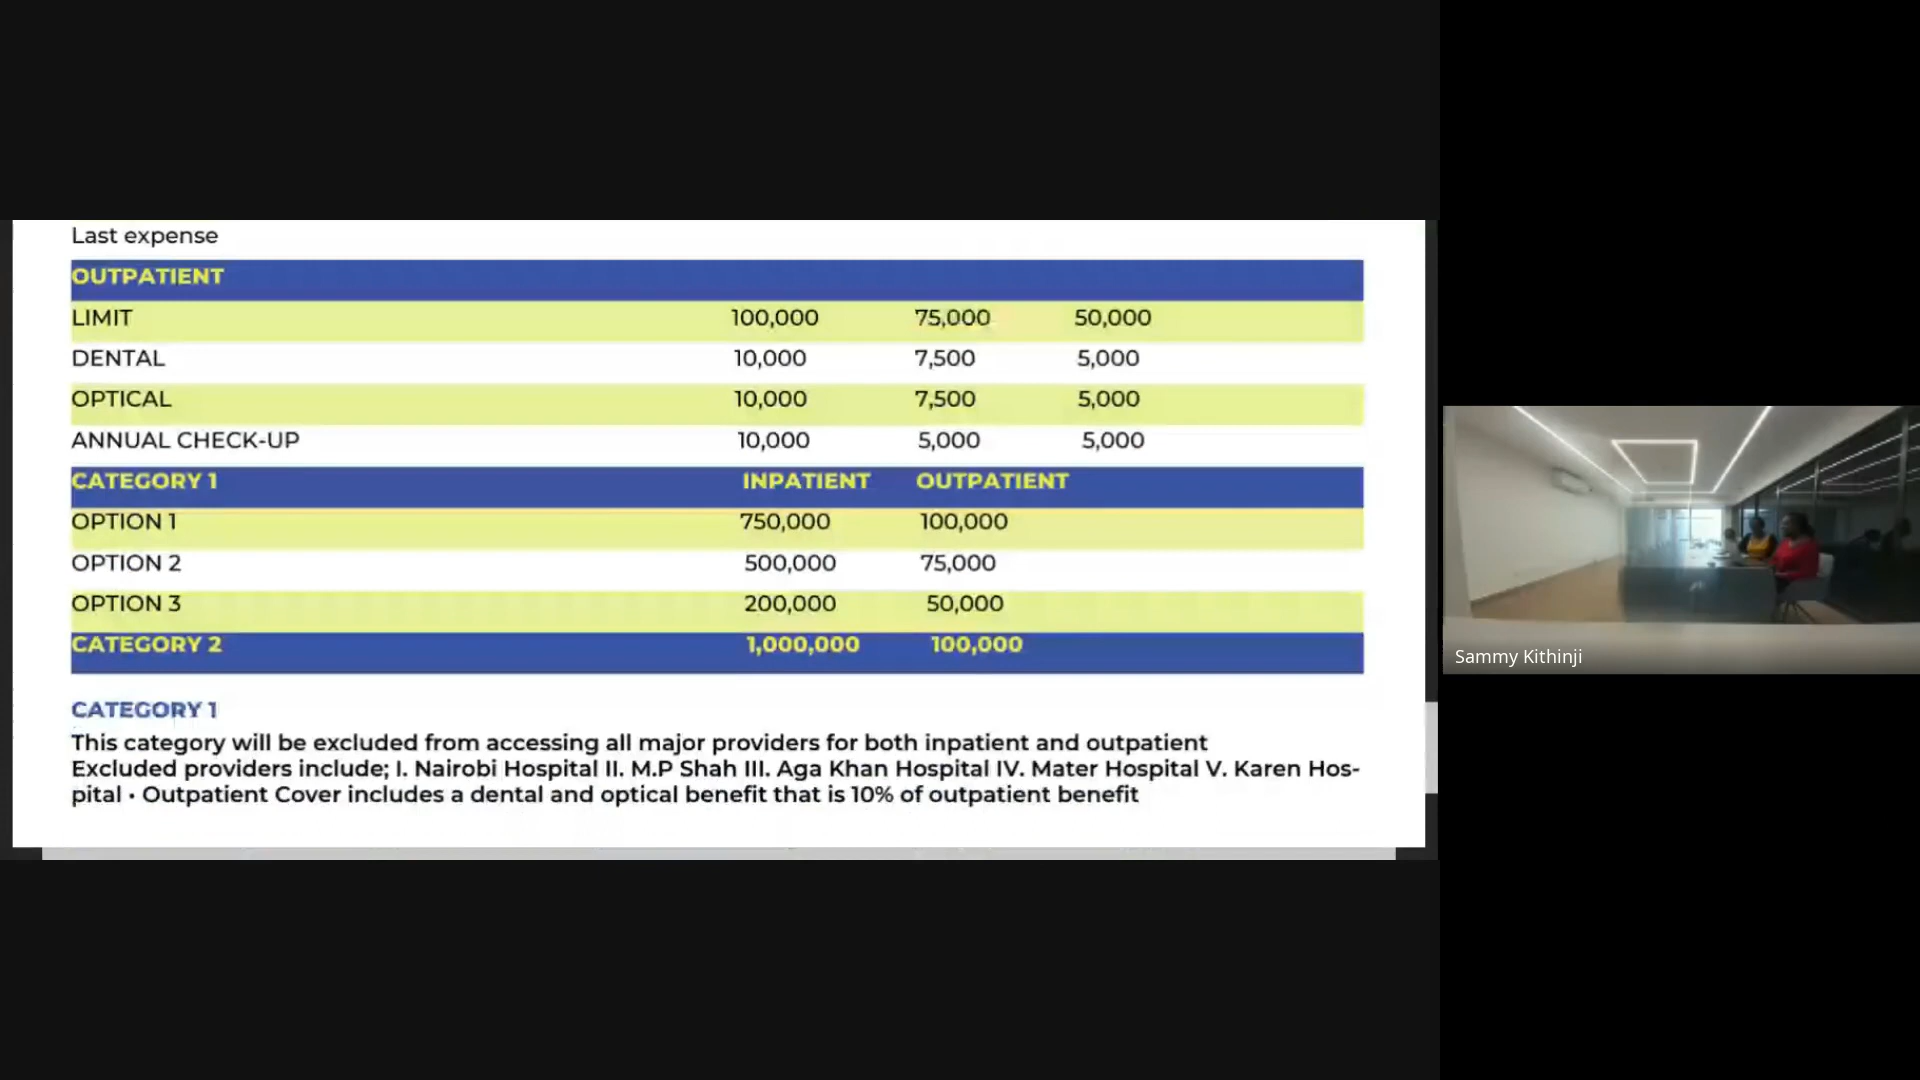 Last expense
OUTPATIENT
LIMIT 100,000 75,000 50,000
DENTAL 10,000 7,500 5,000
OPTICAL 10,000 7,500 5,000
ANNUAL CHECK-UP 10,000 5,000 5,000
CATEGORY 1 INPATIENT OUTPATIENT
OPTION 1 750,000 100,000
OPTION 2 500,000 75,000
OPTION 3 200,000 50,000
CATEGORY 2 1,000,000 100,000
CATEGORY 1
This category will be excluded from accessing all major providers for both inpatient and outpatient
Excluded providers include; I. Nairobi Hospital II. M.P Shah III. Aga Khan Hospital IV. Mater Hospital V. Karen Hos-
pital • Outpatient Cover includes a dental and optical benefit that is 10% of outpatient benefit
Sammy Kithinji